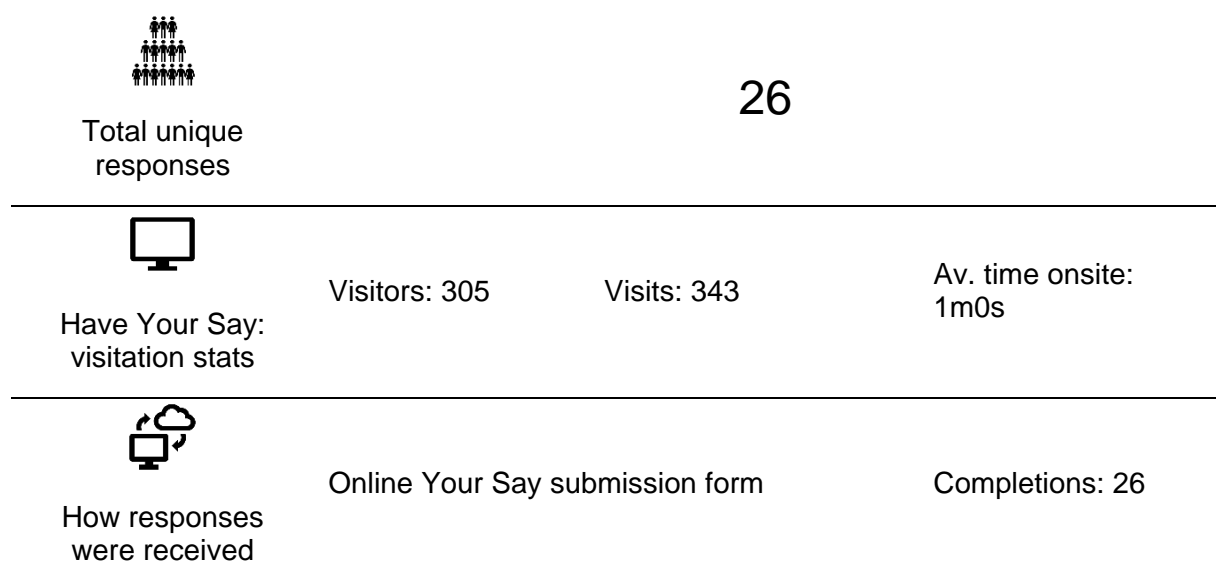 Total unique
responses
26
Have Your Say:
visitation stats
Visitors: 305
Visits: 343
Av. time onsite:
1m0s
How responses
were received
Online Your Say submission form
Completions: 26